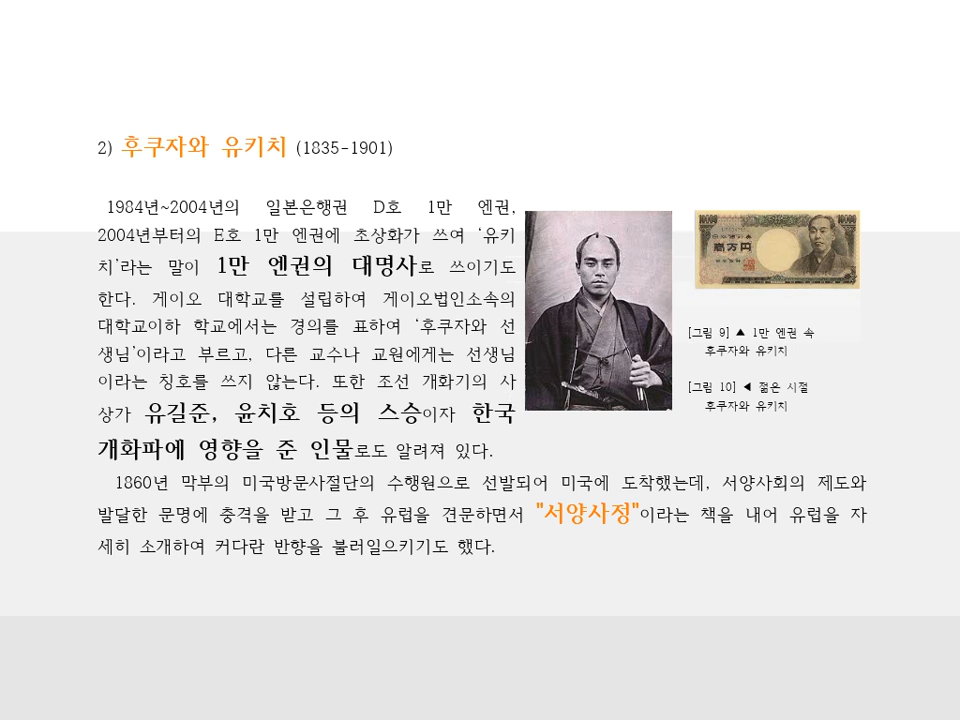 2) 후쿠자와 유키치 (1835-1901)
1984년~2004년의 일본은행권 D호 1만 엔권,
2004년부터의 E호 1만 엔권에 초상화가 쓰여 ‘유키
치’라는 말이 1만 엔권의 대명사로 쓰이기도
한다. 게이오 대학교를 설립하여 게이오법인소속의
대학교이하 학교에서는 경의를 표하여 ‘후쿠자와 선
생님’이라고 부르고, 다른 교수나 교원에게는 선생님
이라는 칭호를 쓰지 않는다. 또한 조선 개화기의 사
상가 유길준, 윤치호 등의 스승이자 한국
개화파에 영향을 준 인물로도 알려져 있다.
10000 10000
壱万円
[그림 9] ▲ 1만 엔권 속
후쿠자와 유키치
[그림 10] ◀ 젊은 시절
후쿠자와 유키치
1860년 막부의 미국방문사절단의 수행원으로 선발되어 미국에 도착했는데, 서양사회의 제도와
발달한 문명에 충격을 받고 그 후 유럽을 견문하면서 "서양사정"이라는 책을 내어 유럽을 자
세히 소개하여 커다란 반향을 불러일으키기도 했다.